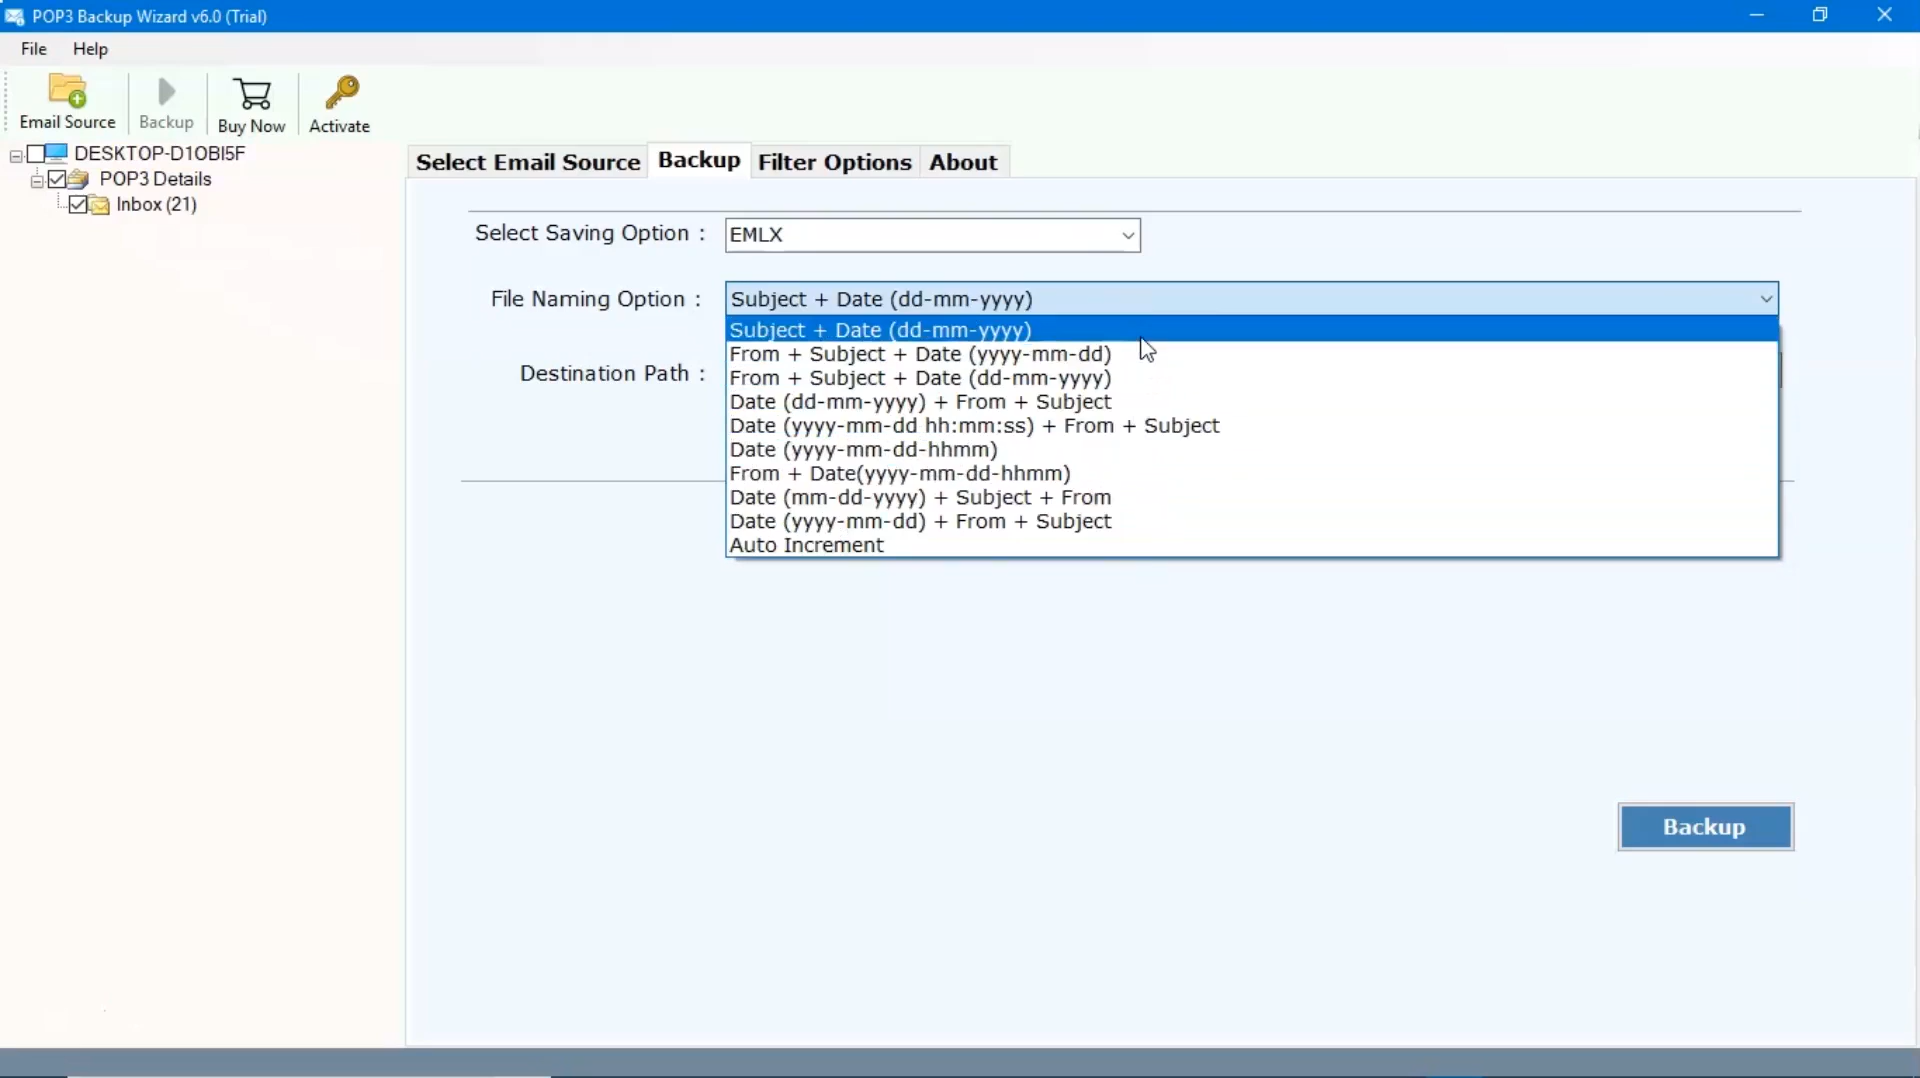 POP3 Backup Wizard v6.0 (Trial)
File Help
Email Source Backup Buy Now Activate
DESKTOP-D1OBI5F
POP3 Details
Inbox (21)
Select Email Source Backup Filter Options About
Select Saving Option : EMLX
File Naming Option : Subject + Date (dd-mm-yyyy)
Subject + Date (dd-mm-yyyy)
From + Subject + Date (yyyy-mm-dd)
Destination Path :
From + Subject + Date (dd-mm-yyyy)
Date (dd-mm-yyyy) + From + Subject
Date (yyyy-mm-dd hh:mm:ss) + From + Subject
Date (yyyy-mm-dd-hhmm)
From + Date(yyyy-mm-dd-hhmm)
Date (mm-dd-yyyy) + Subject + From
Date (yyyy-mm-dd) + From + Subject
Auto Increment
Backup